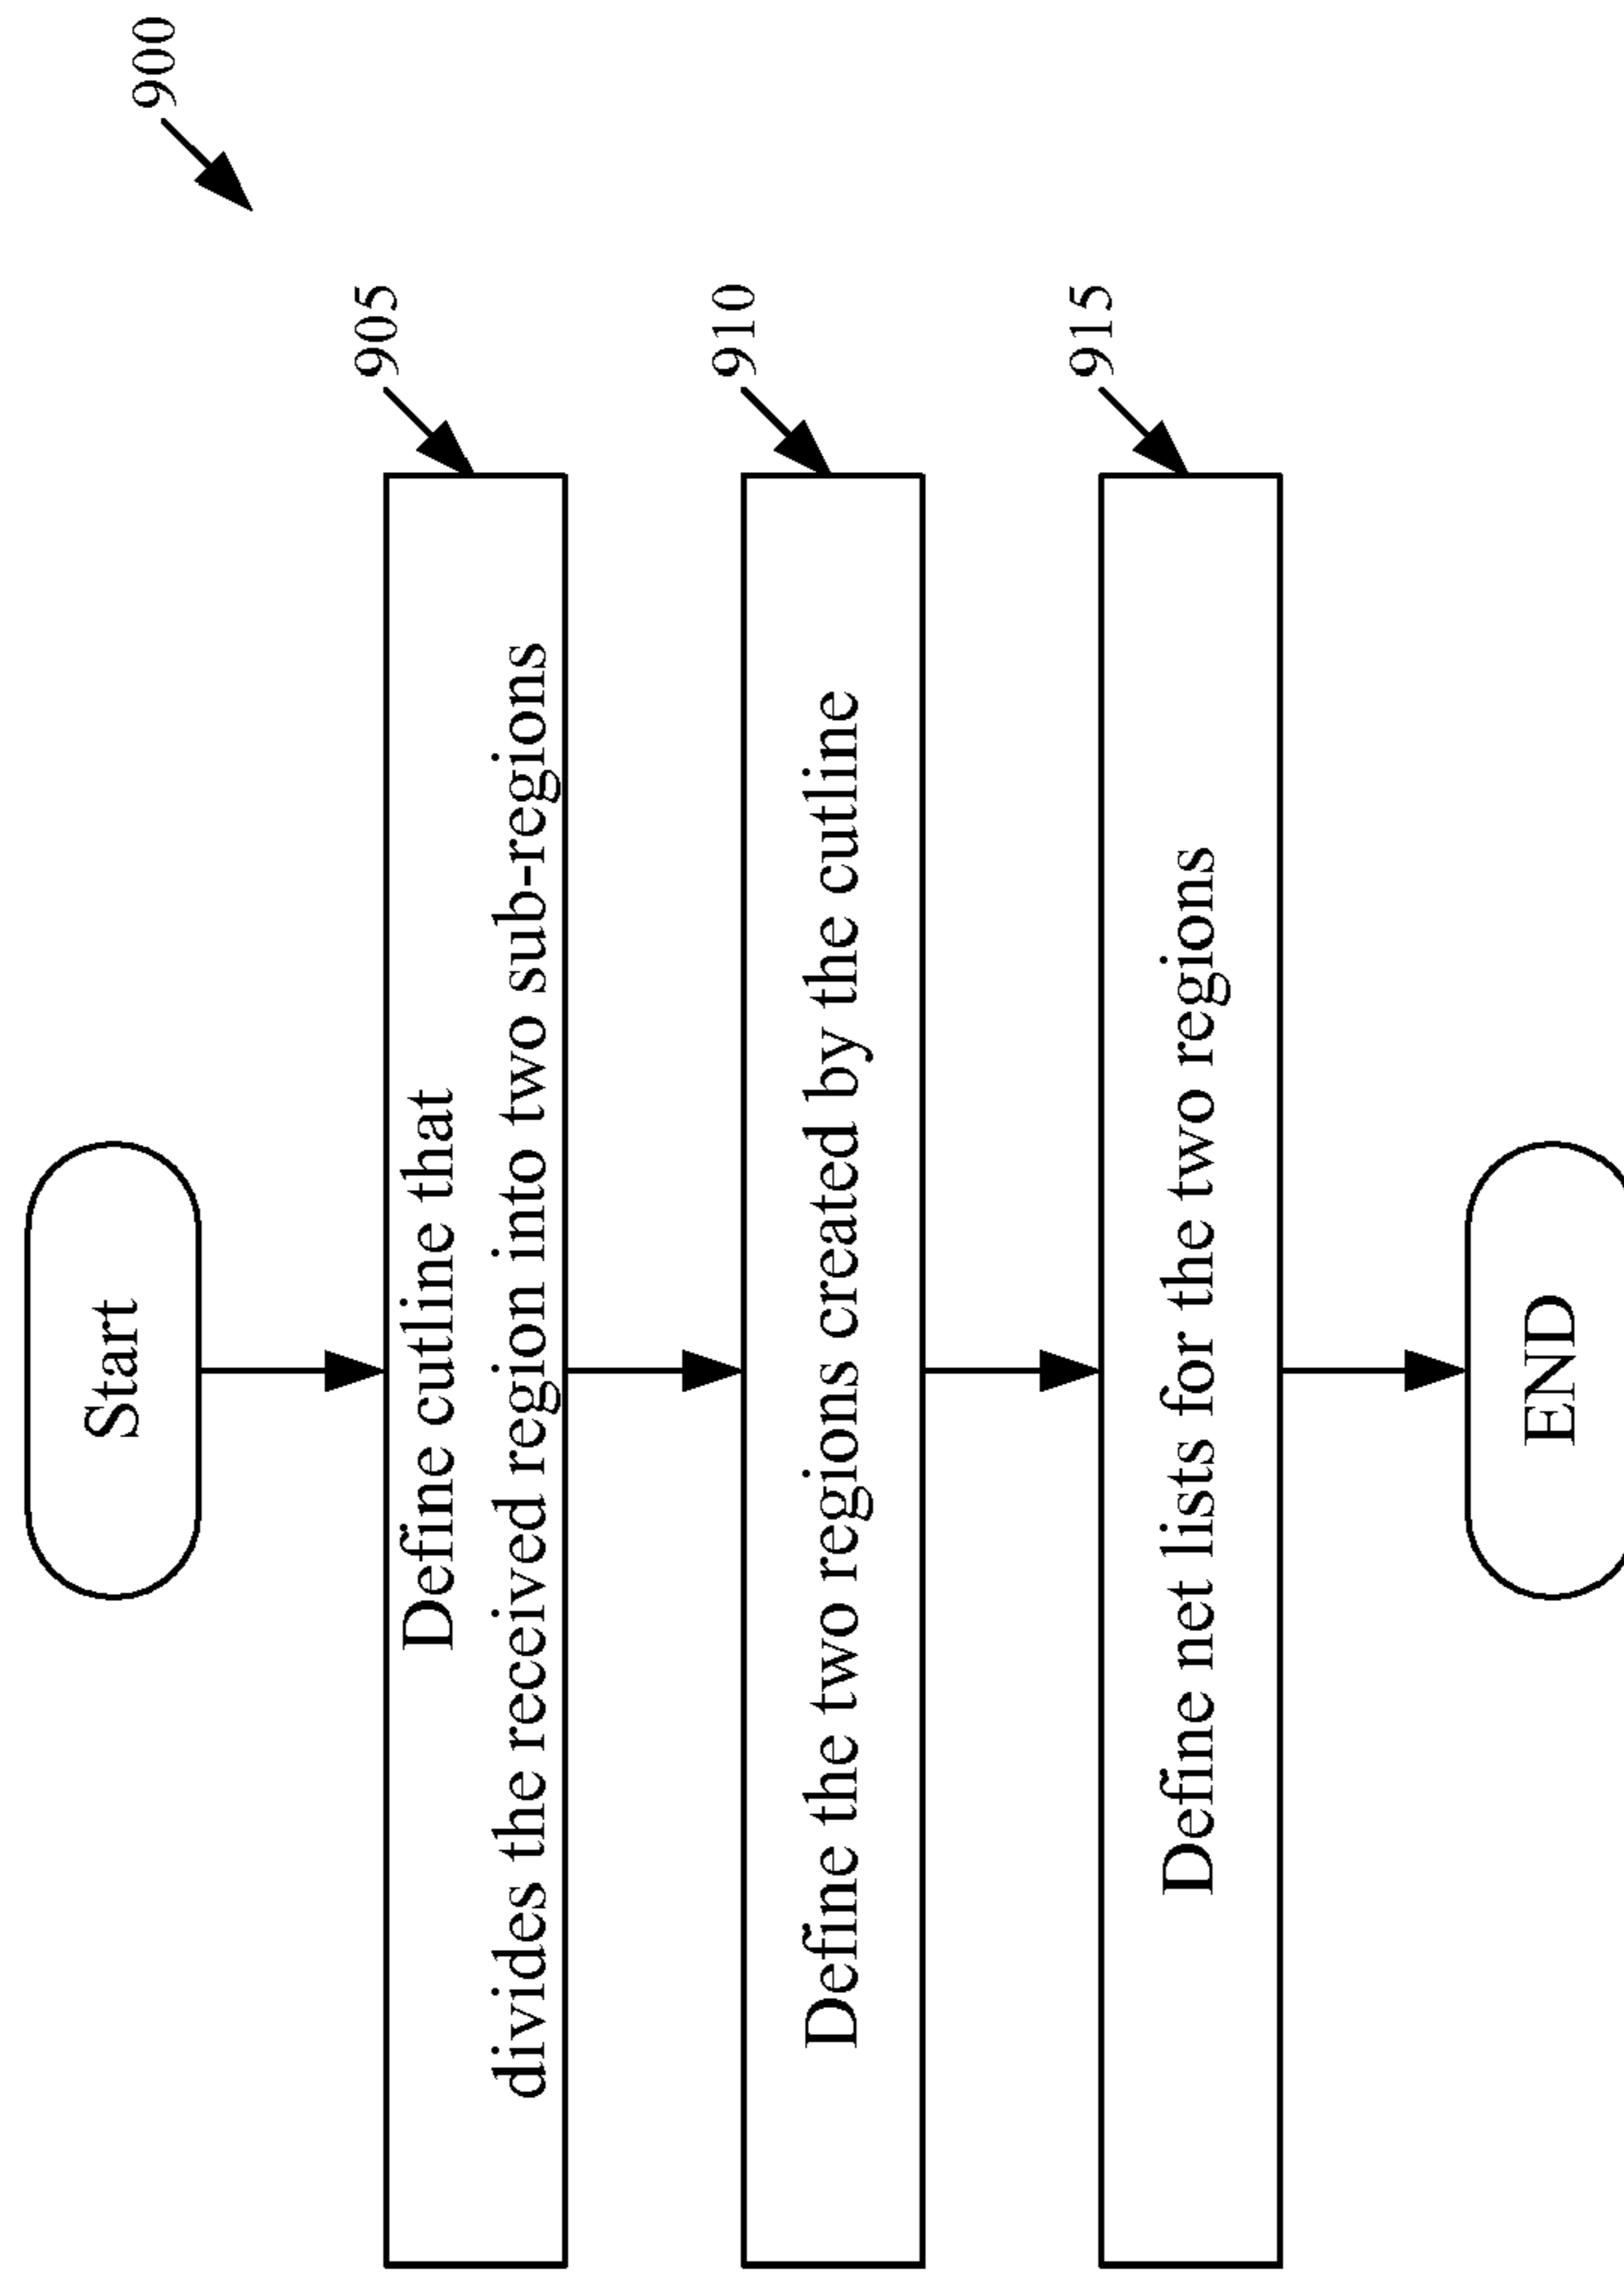 900
Start
905
Define cutline that
divides the received region into two sub-regions
910
Define the two regions created by the cutline
915
Define net lists for the two regions
END